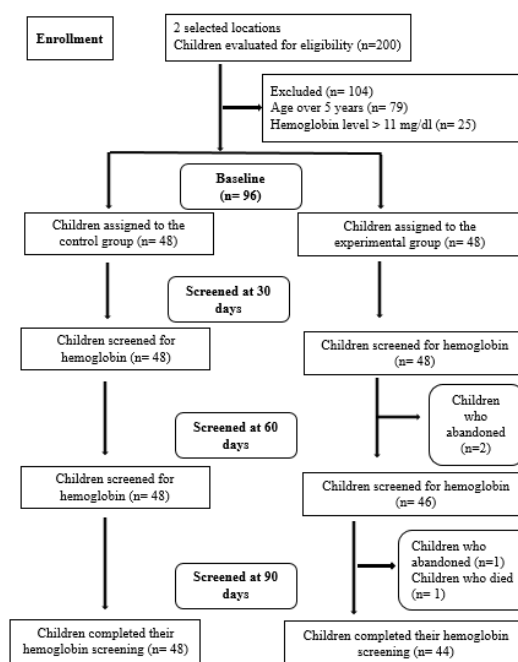 Enrollment
2 selected locations
Children evaluated for eligibility (n=200)
Excluded (n= 104)
Age over 5 years (n= 79)
Hemoglobin level > 11 mg/dl (n= 25)
Baseline
(n= 96)
Children assigned to the
control group (n= 48)
Children assigned to the
experimental group (n= 48)
Screened at 30
days
Children screened for
hemoglobin (n= 48)
Children screened for hemoglobin
(n= 48)
Children
who
abandoned
(n=2)
Screened at 60
days
Children screened for
hemoglobin (n= 48)
Children screened for hemoglobin
(n= 46)
Children who
abandoned (n=1)
Children who died
(n= 1)
Screened at 90
days
Children completed their
hemoglobin screening (n= 48)
Children completed their hemoglobin
screening (n= 44)